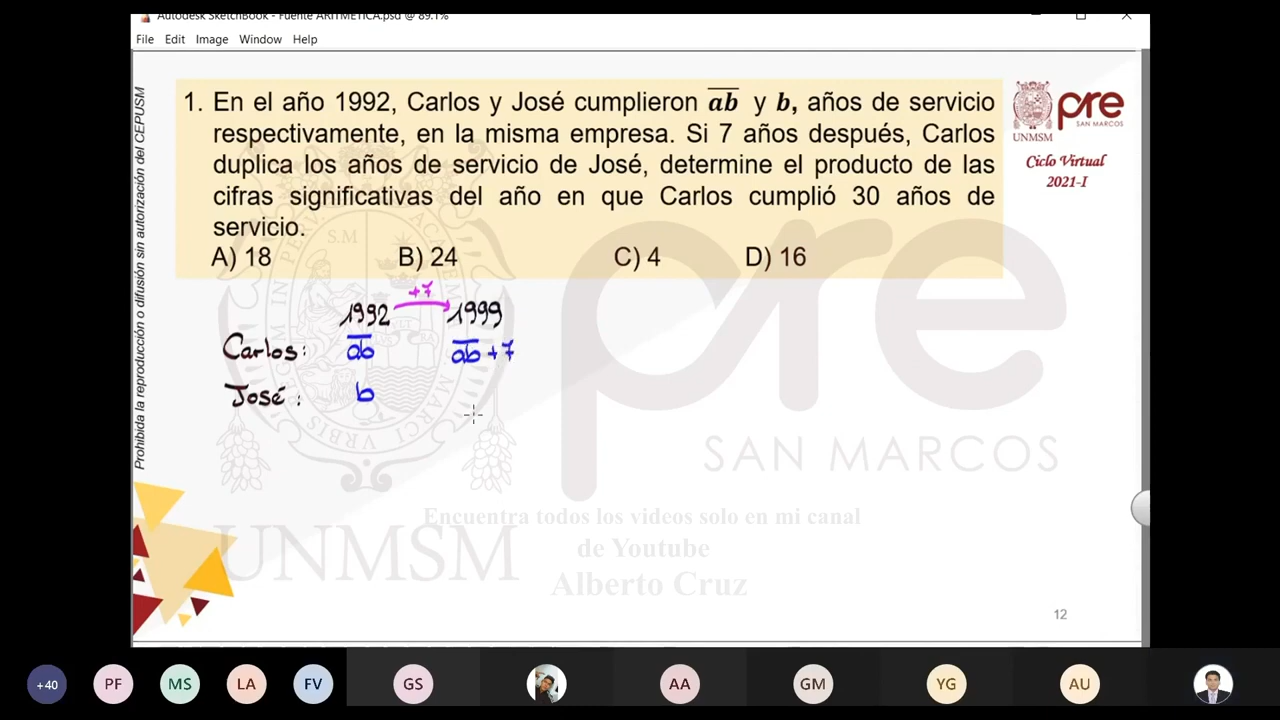 Autodesk SketchBook - Fuente ARITMETICA.psd @ 89.1%
File Edit Image Window Help
1. En el año 1992, Carlos y José cumplieron a̅b̅ y b, años de servicio
respectivamente, en la misma empresa. Si 7 años después, Carlos
duplica los años de servicio de José, determine el producto de las
cifras significativas del año en que Carlos cumplió 30 años de
servicio.
A) 18 B) 24 C) 4 D) 16
UNMSM
pre
SAN MARCOS
Ciclo Virtual
2021-I
Prohibida la reproducción o difusión sin autorización del CEPUSM
+7
1992 1999
Carlos: a̅b̅ a̅b̅+7
José: b
pre
SAN MARCOS
UNMSM
Encuentra todos los videos solo en mi canal
de Youtube
Alberto Cruz
12
+40 PF MS LA FV GS AA GM YG AU